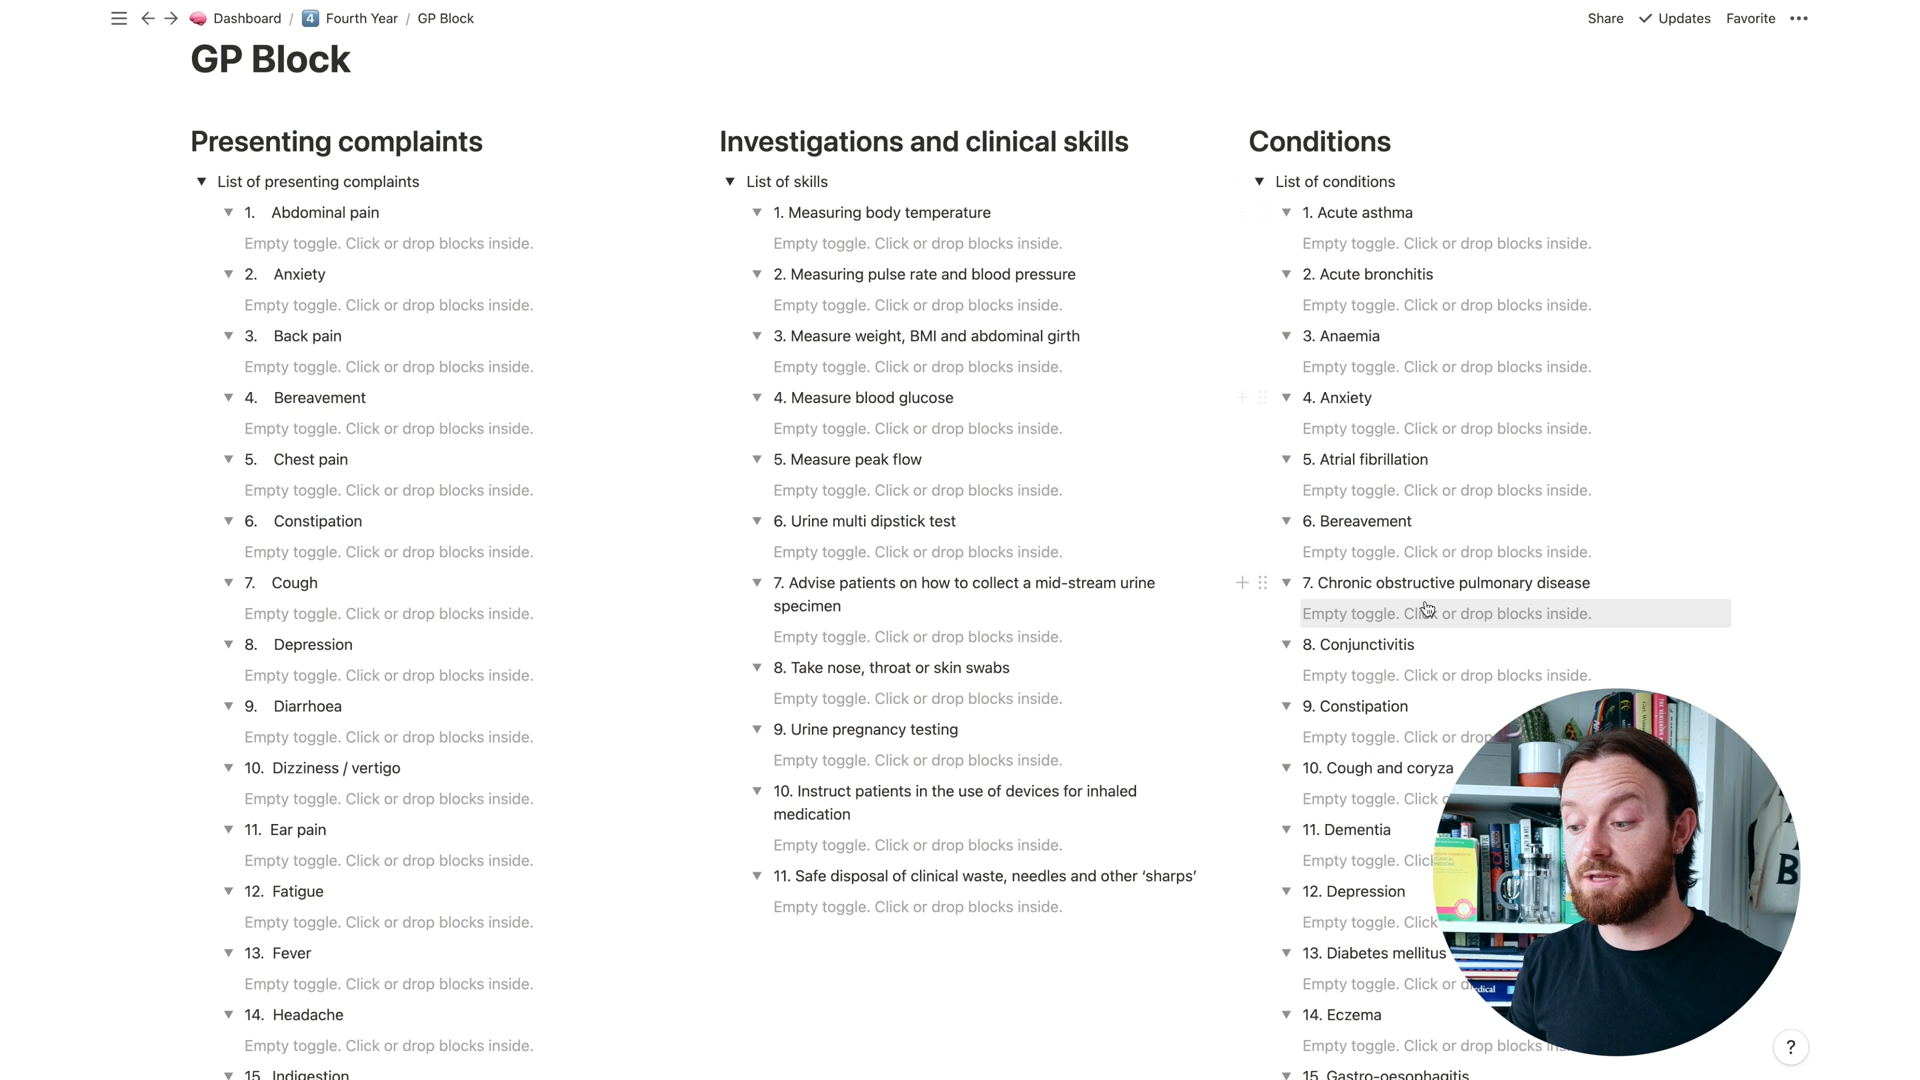 Dashboard / 4 Fourth Year / GP Block
Share Updates Favorite
GP Block
Presenting complaints
List of presenting complaints
1. Abdominal pain
Empty toggle. Click or drop blocks inside.
2. Anxiety
Empty toggle. Click or drop blocks inside.
3. Back pain
Empty toggle. Click or drop blocks inside.
4. Bereavement
Empty toggle. Click or drop blocks inside.
5. Chest pain
Empty toggle. Click or drop blocks inside.
6. Constipation
Empty toggle. Click or drop blocks inside.
7. Cough
Empty toggle. Click or drop blocks inside.
8. Depression
Empty toggle. Click or drop blocks inside.
9. Diarrhoea
Empty toggle. Click or drop blocks inside.
10. Dizziness / vertigo
Empty toggle. Click or drop blocks inside.
11. Ear pain
Empty toggle. Click or drop blocks inside.
12. Fatigue
Empty toggle. Click or drop blocks inside.
13. Fever
Empty toggle. Click or drop blocks inside.
14. Headache
Empty toggle. Click or drop blocks inside.
15. Indigestion
Investigations and clinical skills
List of skills
1. Measuring body temperature
Empty toggle. Click or drop blocks inside.
2. Measuring pulse rate and blood pressure
Empty toggle. Click or drop blocks inside.
3. Measure weight, BMI and abdominal girth
Empty toggle. Click or drop blocks inside.
4. Measure blood glucose
Empty toggle. Click or drop blocks inside.
5. Measure peak flow
Empty toggle. Click or drop blocks inside.
6. Urine multi dipstick test
Empty toggle. Click or drop blocks inside.
7. Advise patients on how to collect a mid-stream urine
specimen
Empty toggle. Click or drop blocks inside.
8. Take nose, throat or skin swabs
Empty toggle. Click or drop blocks inside.
9. Urine pregnancy testing
Empty toggle. Click or drop blocks inside.
10. Instruct patients in the use of devices for inhaled
medication
Empty toggle. Click or drop blocks inside.
11. Safe disposal of clinical waste, needles and other ‘sharps’
Empty toggle. Click or drop blocks inside.
Conditions
List of conditions
1. Acute asthma
Empty toggle. Click or drop blocks inside.
2. Acute bronchitis
Empty toggle. Click or drop blocks inside.
3. Anaemia
Empty toggle. Click or drop blocks inside.
4. Anxiety
Empty toggle. Click or drop blocks inside.
5. Atrial fibrillation
Empty toggle. Click or drop blocks inside.
6. Bereavement
Empty toggle. Click or drop blocks inside.
7. Chronic obstructive pulmonary disease
Empty toggle. Click or drop blocks inside.
8. Conjunctivitis
Empty toggle. Click or drop blocks inside.
9. Constipation
Empty toggle. Click or drop
10. Cough and coryza
Empty toggle. Click
11. Dementia
Empty toggle. Click
12. Depression
Empty toggle. Click
13. Diabetes mellitus
Empty toggle. Click or
14. Eczema
Empty toggle. Click or drop blocks
15. Gastro-oesophagitis
?